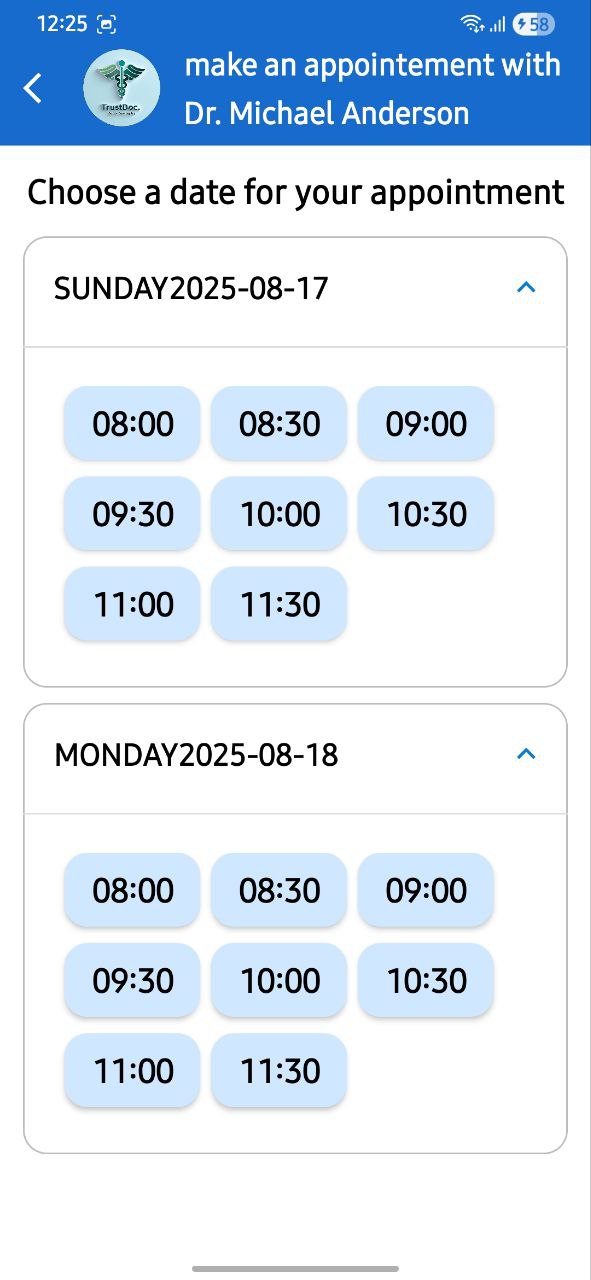 12:25
58
make an appointement with
Dr. Michael Anderson
TrustDoc.
Choose a date for your appointment
SUNDAY2025-08-17
08:00 08:30 09:00
09:30 10:00 10:30
11:00 11:30
MONDAY2025-08-18
08:00 08:30 09:00
09:30 10:00 10:30
11:00 11:30